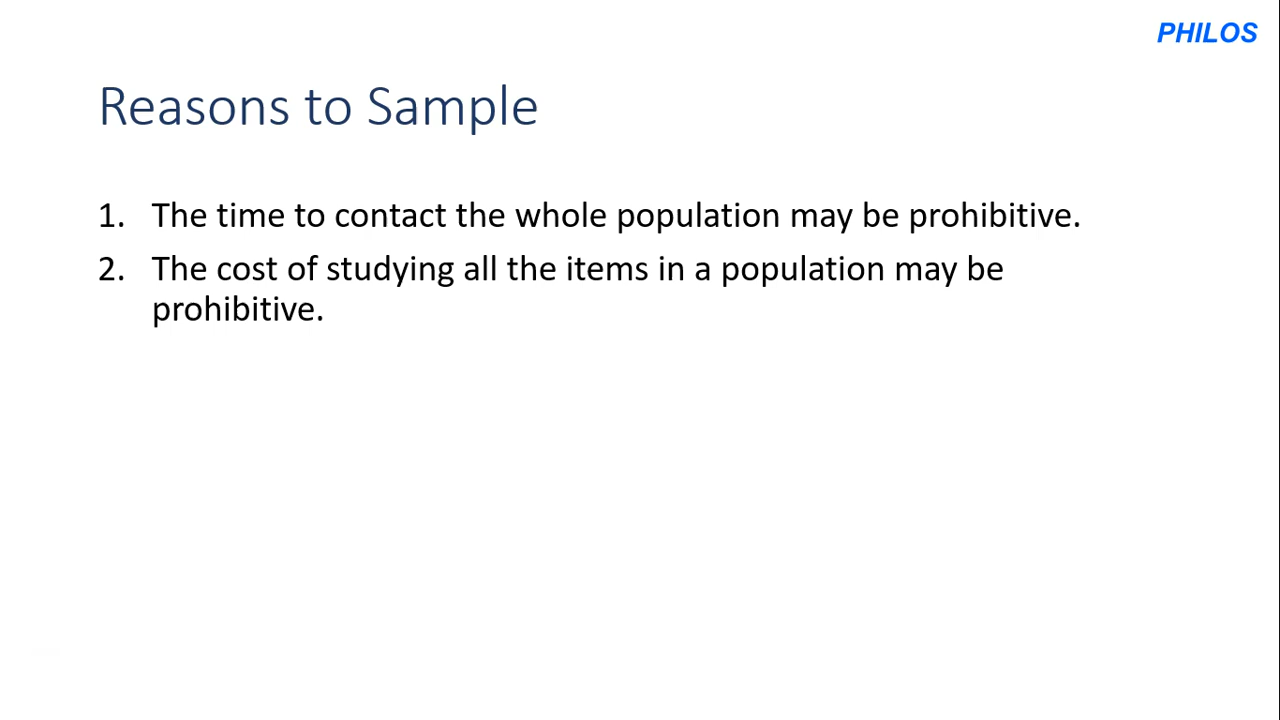 PHILOS
Reasons to Sample
1. The time to contact the whole population may be prohibitive.
2. The cost of studying all the items in a population may be
prohibitive.